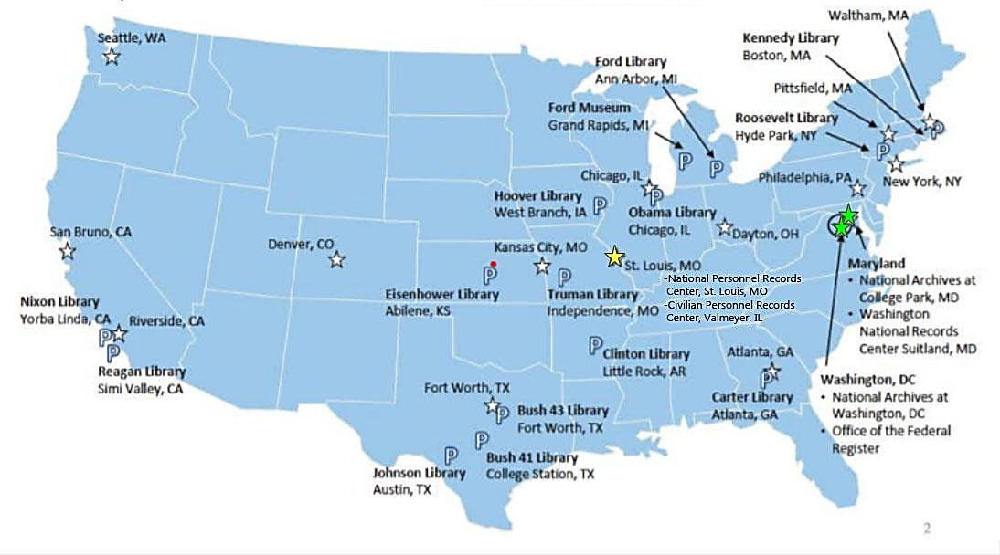 Waltham, MA
Seattle, WA
Kennedy Library
Boston, MA
Ford Library
Ann Arbor, MI
Pittsfield, MA
Ford Museum
Grand Rapids, MI
Roosevelt Library
Hyde Park, NY
P
P
P
P
Chicago, IL
Philadelphia, PA
New York, NY
Hoover Library
West Branch, IA
P
P
Obama Library
Chicago, IL
San Bruno, CA
Denver, CO
Kansas City, MO
Dayton, OH
St. Louis, MO
-National Personnel Records
Center, St. Louis, MO
-Civilian Personnel Records
Center, Valmeyer, IL
Maryland
• National Archives at
College Park, MD
• Washington
National Records
Center Suitland, MD
P
Eisenhower Library
Abilene, KS
P
Truman Library
Independence, MO
Nixon Library
Yorba Linda, CA
Riverside, CA
P
P
Reagan Library
Simi Valley, CA
P
Clinton Library
Little Rock, AR
Atlanta, GA
P
Carter Library
Atlanta, GA
Washington, DC
• National Archives at
Washington, DC
• Office of the Federal
Register
Fort Worth, TX
P
Bush 43 Library
Fort Worth, TX
P
Bush 41 Library
College Station, TX
P
Johnson Library
Austin, TX
2